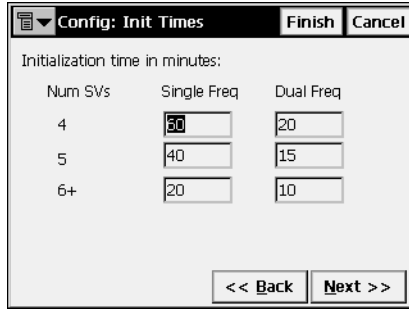 Config: Init Times Finish Cancel
Initialization time in minutes:
Num SVs Single Freq Dual Freq
4 60 20
5 40 15
6+ 20 10
<< Back Next >>